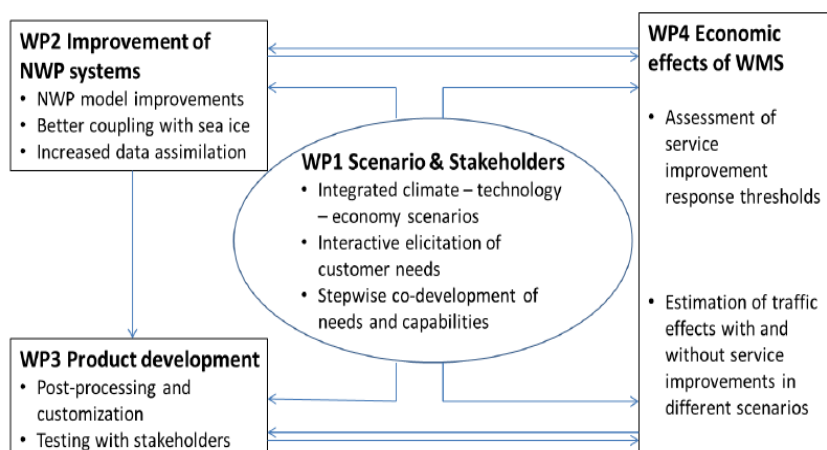 WP2 Improvement of
NWP systems
• NWP model improvements
• Better coupling with sea ice
• Increased data assimilation
WP4 Economic
effects of WMS
• Assessment of
service
improvement
response thresholds
• Estimation of traffic
effects with and
without service
improvements in
different scenarios
WP1 Scenario & Stakeholders
• Integrated climate – technology
– economy scenarios
• Interactive elicitation of
customer needs
• Stepwise co-development of
needs and capabilities
WP3 Product development
• Post-processing and
customization
• Testing with stakeholders